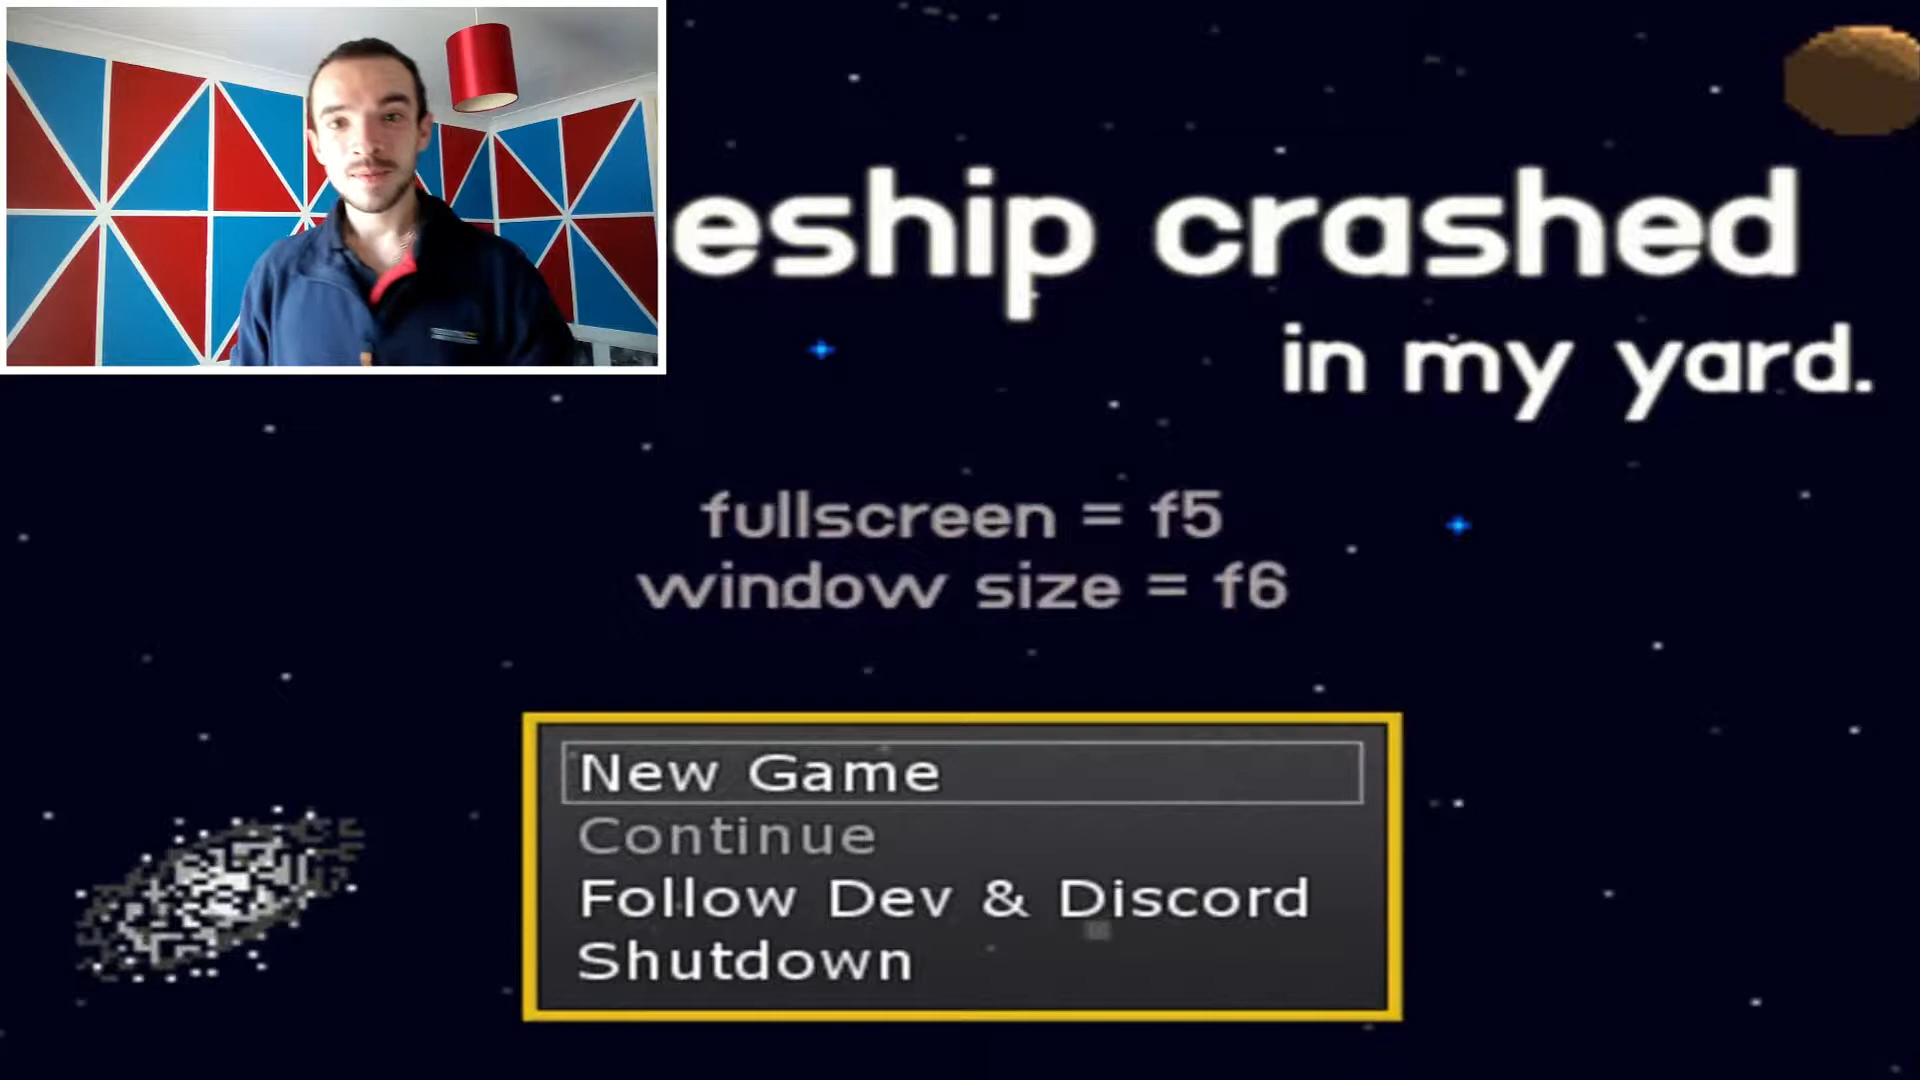 eship crashed
in my yard.
fullscreen = f5
window size = f6
New Game
Continue
Follow Dev & Discord
Shutdown